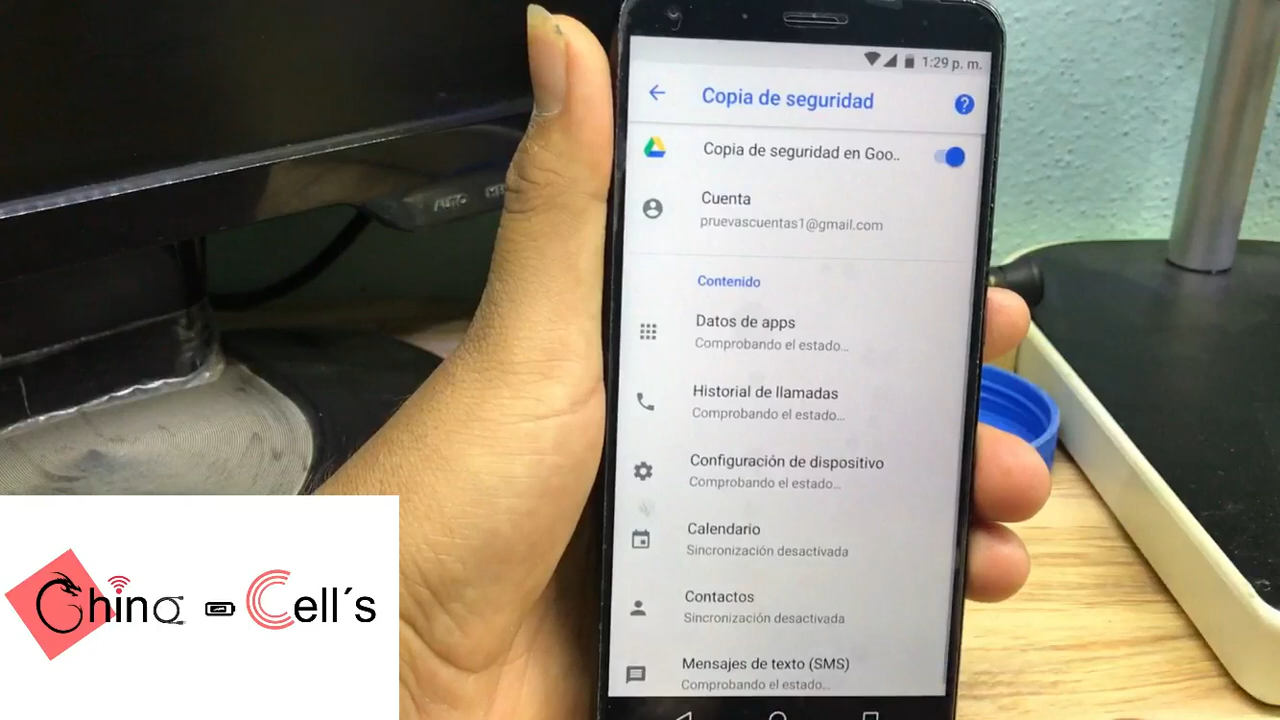 1:29 p. m.
Copia de seguridad
Copia de seguridad en Goo..
Cuenta
pruevascuentas1@gmail.com
Contenido
Datos de apps
Comprobando el estado...
Historial de llamadas
Comprobando el estado...
Configuración de dispositivo
Comprobando el estado...
Calendario
Sincronización desactivada
Contactos
Sincronización desactivada
Mensajes de texto (SMS)
Comprobando el estado...
AUTO
China - Cell´s